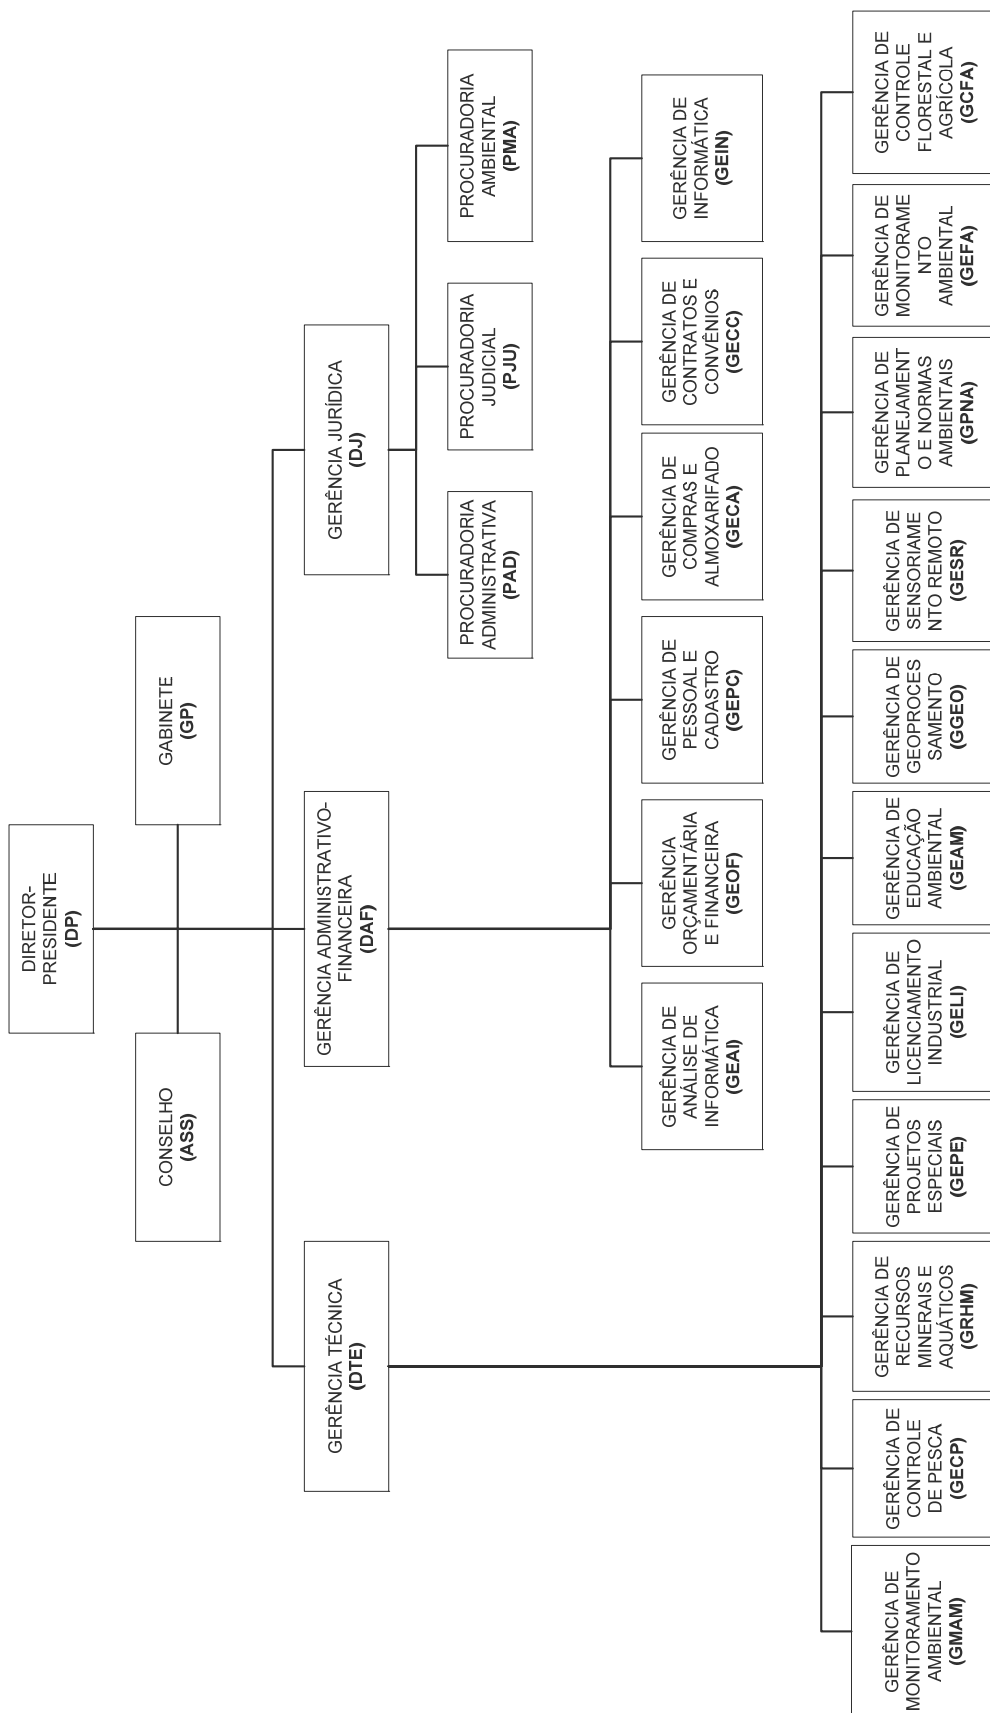 DIRETOR-
PRESIDENTE
(DP)
CONSELHO
(ASS)
GABINETE
(GP)
GERÊNCIA TÉCNICA
(DTE)
GERÊNCIA ADMINISTRATIVO-
FINANCEIRA
(DAF)
GERÊNCIA JURÍDICA
(DJ)
PROCURADORIA
ADMINISTRATIVA
(PAD)
PROCURADORIA
JUDICIAL
(PJU)
PROCURADORIA
AMBIENTAL
(PMA)
GERÊNCIA DE
ANÁLISE DE
INFORMÁTICA
(GEAI)
GERÊNCIA
ORÇAMENTÁRIA
E FINANCEIRA
(GEOF)
GERÊNCIA DE
PESSOAL E
CADASTRO
(GEPC)
GERÊNCIA DE
COMPRAS E
ALMOXARIFADO
(GECA)
GERÊNCIA DE
CONTRATOS E
CONVÊNIOS
(GECC)
GERÊNCIA DE
INFORMÁTICA
(GEIN)
GERÊNCIA DE
MONITORAMENTO
AMBIENTAL
(GMAM)
GERÊNCIA DE
CONTROLE
DE PESCA
(GECP)
GERÊNCIA DE
RECURSOS
MINERAIS E
AQUÁTICOS
(GRHM)
GERÊNCIA DE
PROJETOS
ESPECIAIS
(GEPE)
GERÊNCIA DE
LICENCIAMENTO
INDUSTRIAL
(GELI)
GERÊNCIA DE
EDUCAÇÃO
AMBIENTAL
(GEAM)
GERÊNCIA DE
GEOPROCES
SAMENTO
(GGEO)
GERÊNCIA DE
SENSORIAME
NTO REMOTO
(GESR)
GERÊNCIA DE
PLANEJAMENT
O E NORMAS
AMBIENTAIS
(GPNA)
GERÊNCIA DE
MONITORAME
NTO
AMBIENTAL
(GEFA)
GERÊNCIA DE
CONTROLE
FLORESTAL E
AGRÍCOLA
(GCFA)